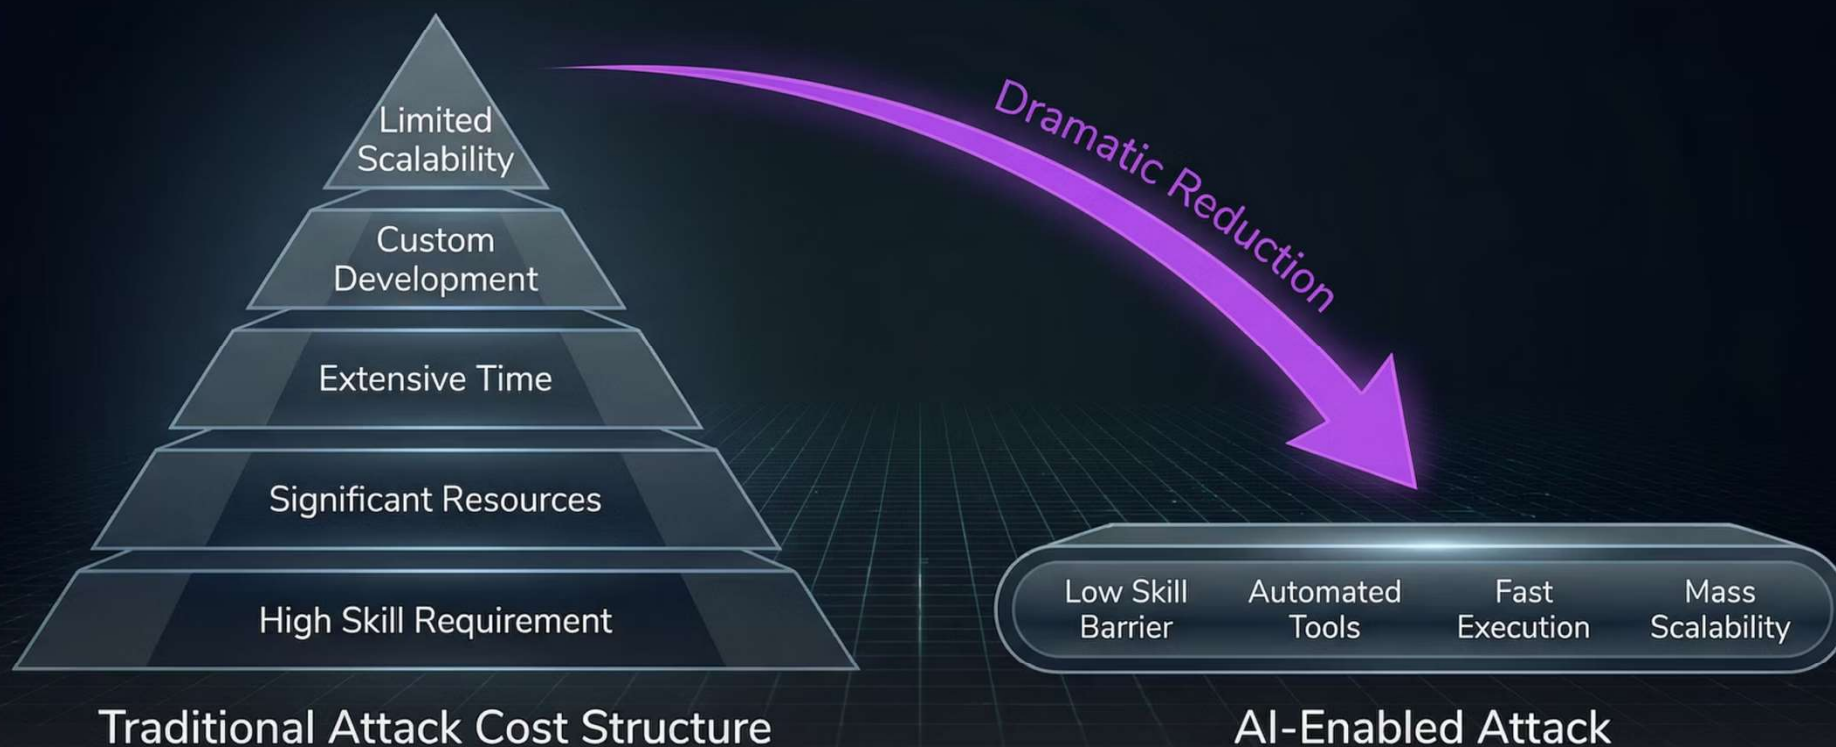 Limited
Scalability
Custom
Development
Extensive Time
Significant Resources
High Skill Requirement
Traditional Attack Cost Structure
Dramatic Reduction
Low Skill
Barrier
Automated
Tools
Fast
Execution
Mass
Scalability
AI-Enabled Attack